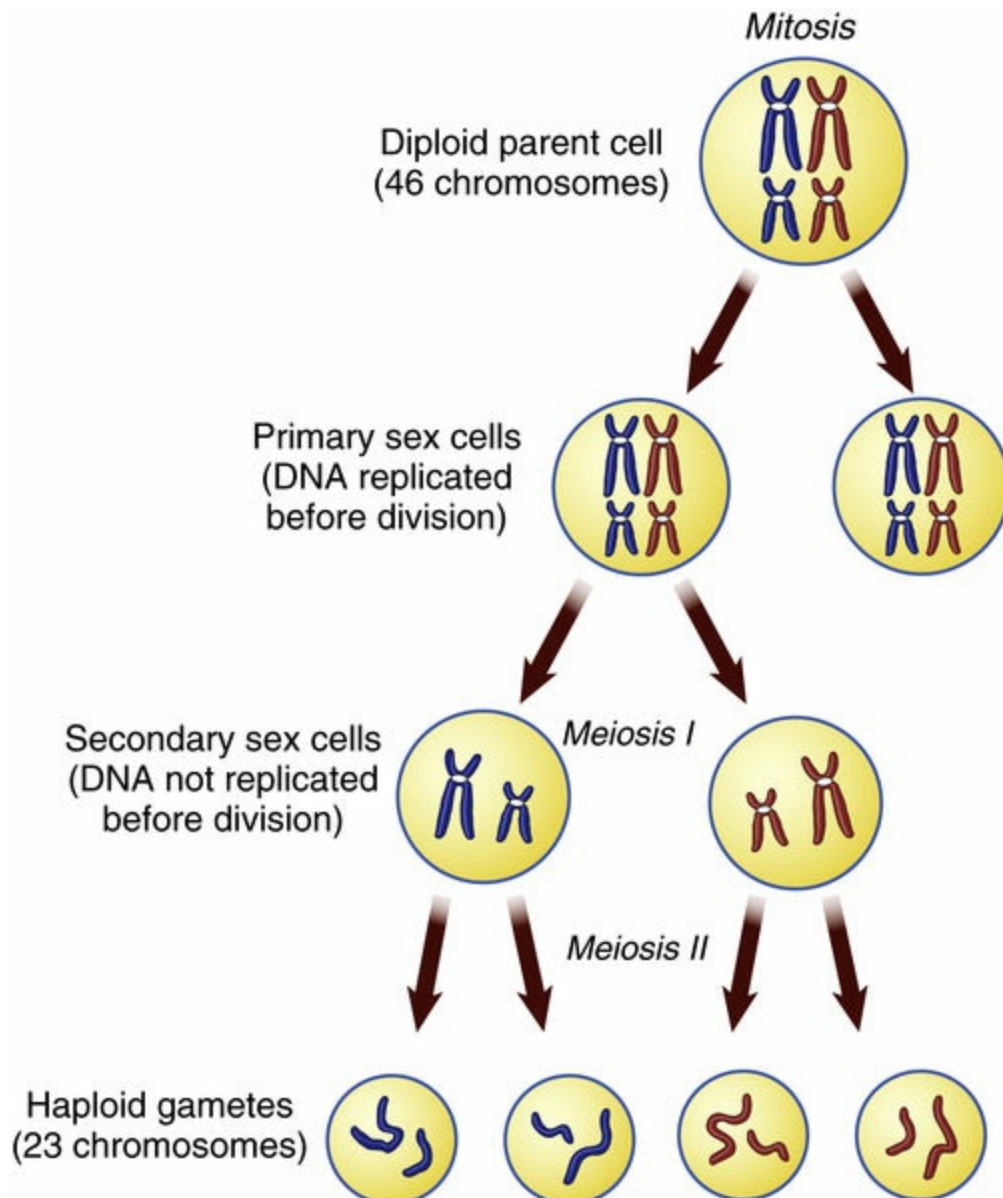 Mitosis
Diploid parent cell
(46 chromosomes)
Primary sex cells
(DNA replicated
before division)
Secondary sex cells
(DNA not replicated
before division)
Meiosis I
Meiosis II
Haploid gametes
(23 chromosomes)